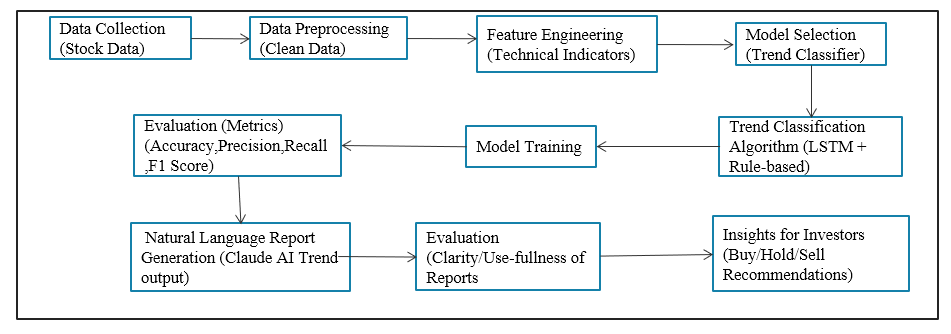 Data Collection
(Stock Data)
Data Preprocessing
(Clean Data)
Feature Engineering
(Technical Indicators)
Model Selection
(Trend Classifier)
Trend Classification
Algorithm (LSTM +
Rule-based)
Model Training
Evaluation (Metrics)
(Accuracy,Precision,Recall
,F1 Score)
Natural Language Report
Generation (Claude AI Trend
output)
Evaluation
(Clarity/Use-fullness of
Reports
Insights for Investors
(Buy/Hold/Sell
Recommendations)